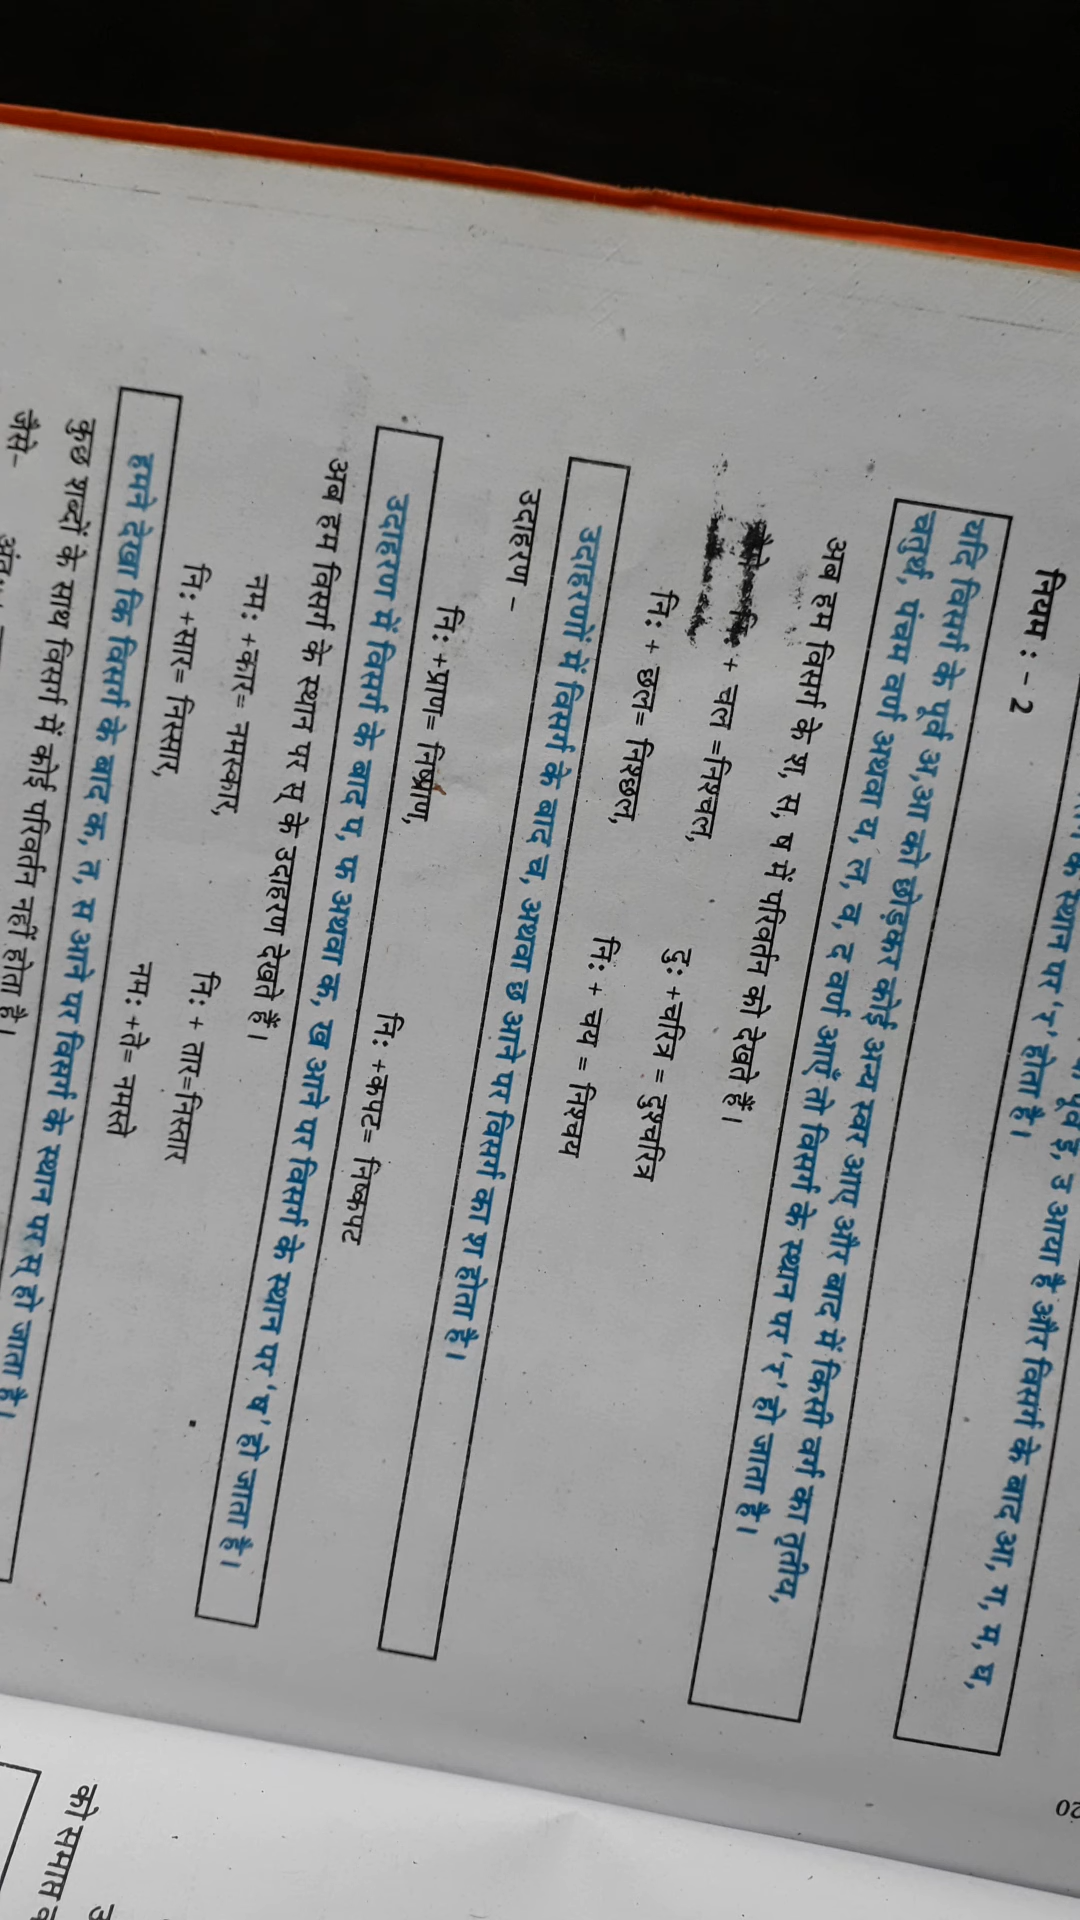 20
के स्थान पर 'र' होता है। पूर्व इ, उ आया है और विसर्ग के बाद आ, ग, म, घ,
नियम : - 2
यदि विसर्ग के पूर्व अ,आ को छोड़कर कोई अन्य स्वर आए और बाद में किसी वर्ग का तृतीय,
चतुर्थ, पंचम वर्ण अथवा य, ल, व, द वर्ण आएँ तो विसर्ग के स्थान पर 'र' हो जाता है।
अब हम विसर्ग के श, स, ष में परिवर्तन को देखते हैं।
+ चल =निश्चल, दुः +चरित्र = दुश्चरित्र
निः + छल= निश्छल, निः + चय = निश्चय
उदाहरणों में विसर्ग के बाद च, अथवा छ आने पर विसर्ग का श होता है।
उदाहरण -
निः +प्राण= निष्प्राण, निः +कपट= निष्कपट
उदाहरण में विसर्ग के बाद प, फ अथवा क, ख आने पर विसर्ग के स्थान पर 'ष' हो जाता है।
अब हम विसर्ग के स्थान पर स् के उदाहरण देखते हैं।
नमः +कार= नमस्कार, निः + तार=निस्तार
निः +सार= निस्सार, नमः +ते= नमस्ते
हमने देखा कि विसर्ग के बाद क, त, स आने पर विसर्ग के स्थान पर स् हो जाता है।
कुछ शब्दों के साथ विसर्ग में कोई परिवर्तन नहीं होता है।
जैसे-
को समास